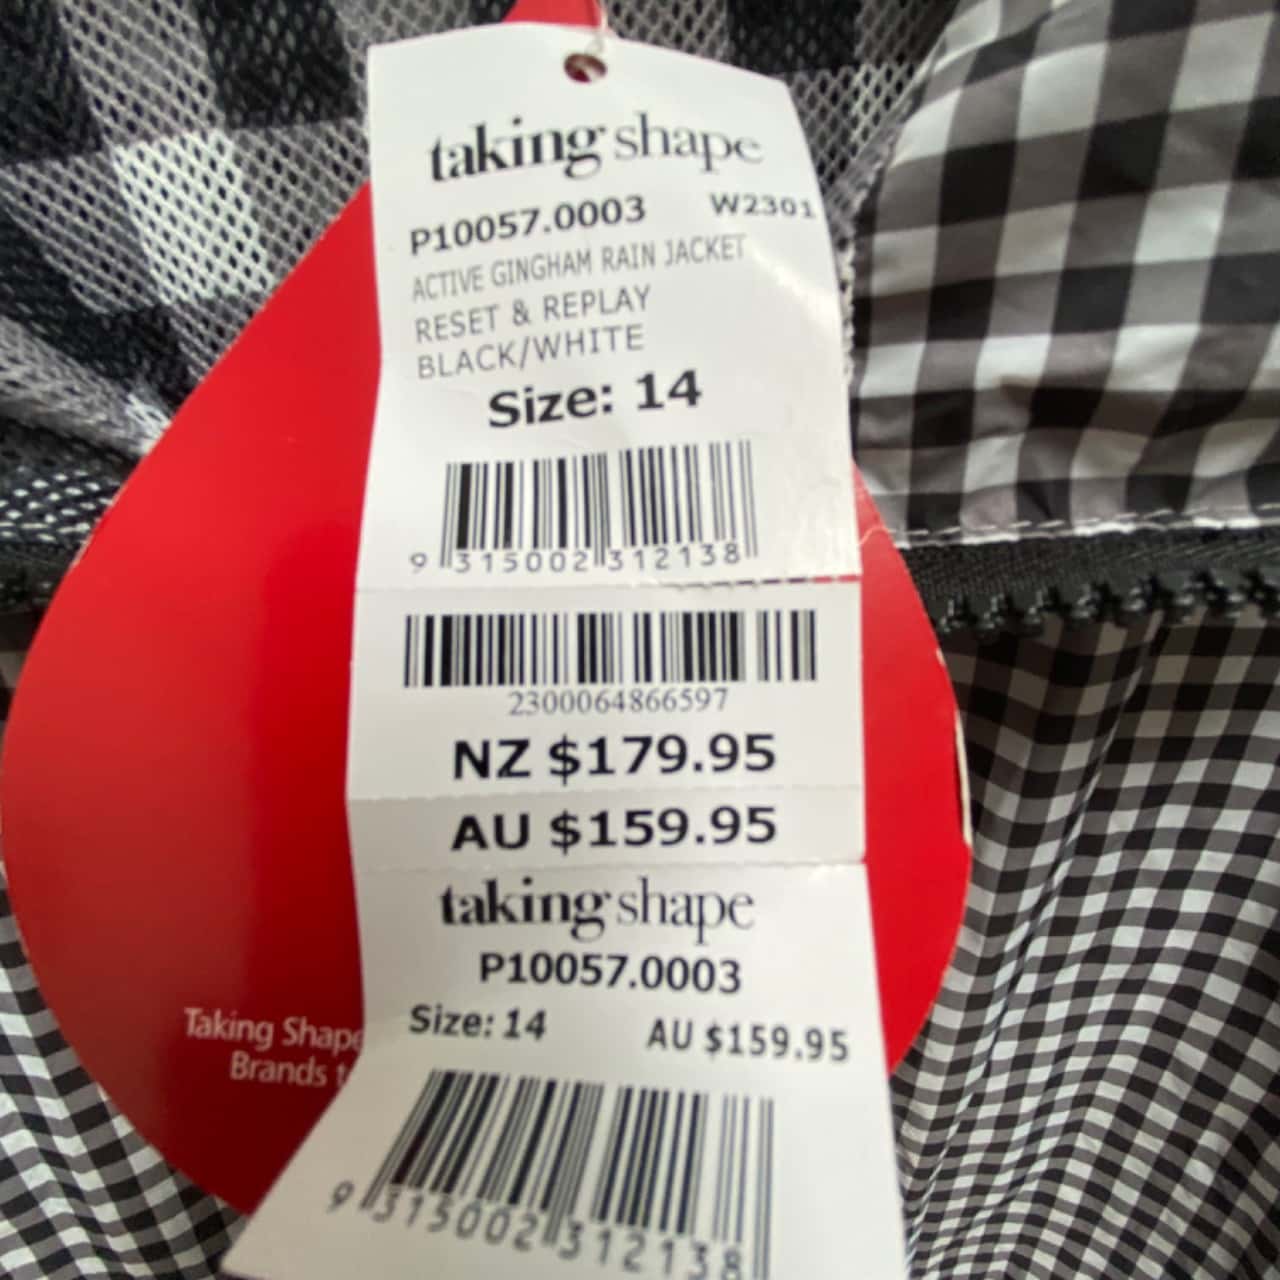 taking shape
P10057.0003 W2301
ACTIVE GINGHAM RAIN JACKET
RESET & REPLAY
BLACK/WHITE
Size: 14
9 315002 312138
2300064866597
NZ $179.95
AU $159.95
taking shape
P10057.0003
Size: 14 AU $159.95
9 315002 312138
Taking Shape
Brands